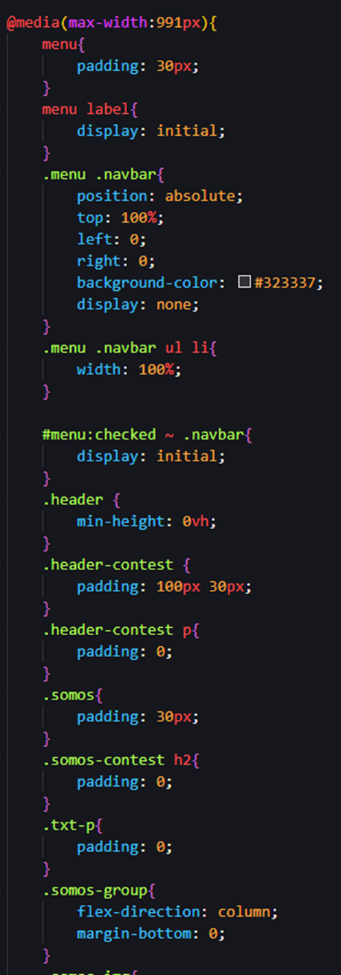 @media(max-width:991px){
menu{
padding: 30px;
}
menu label{
display: initial;
}
.menu .navbar{
position: absolute;
top: 100%;
left: 0;
right: 0;
background-color: #323337;
display: none;
}
.menu .navbar ul li{
width: 100%;
}
#menu:checked ~ .navbar{
display: initial;
}
.header {
min-height: 0vh;
}
.header-contest {
padding: 100px 30px;
}
.header-contest p{
padding: 0;
}
.somos{
padding: 30px;
}
.somos-contest h2{
padding: 0;
}
.txt-p{
padding: 0;
}
.somos-group{
flex-direction: column;
margin-bottom: 0;
}